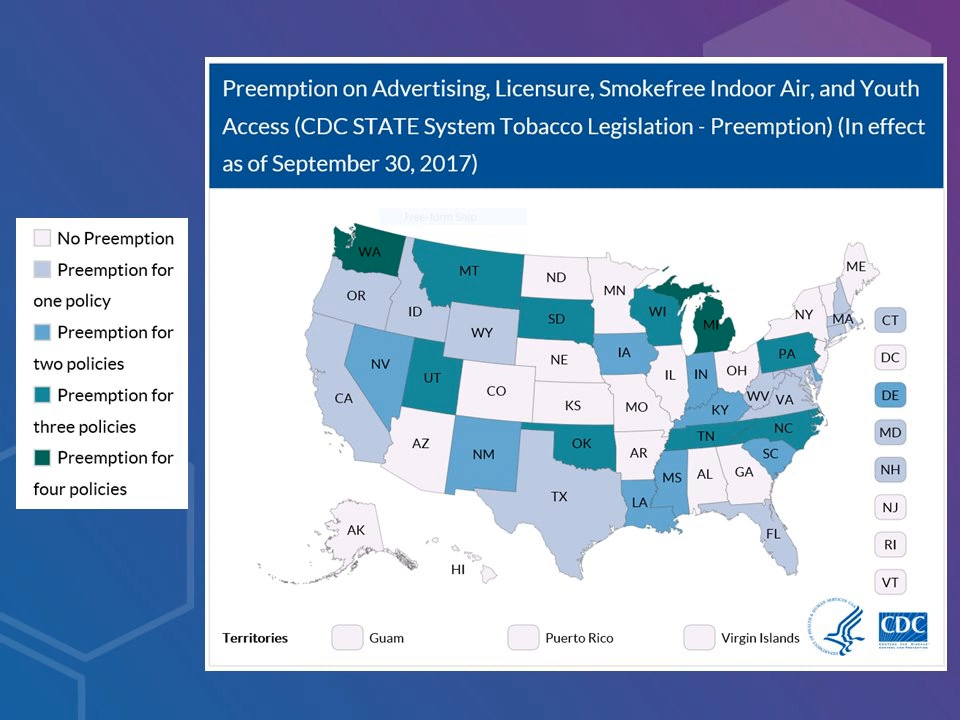 Preemption on Advertising, Licensure, Smokefree Indoor Air, and Youth
Access (CDC STATE System Tobacco Legislation - Preemption) (In effect
as of September 30, 2017)
Free-form Snip
No Preemption
Preemption for
one policy
Preemption for
two policies
Preemption for
three policies
Preemption for
four policies
WA
MT
ND
MN
ME
OR
ID
SD
WI
MI
NY
MA
WY
IA
PA
NV
NE
IL
IN
OH
UT
CO
WV
VA
CA
KS
MO
KY
AZ
NM
OK
AR
TN
NC
SC
MS
AL
GA
TX
LA
FL
AK
HI
CT
DC
DE
MD
NH
NJ
RI
VT
Territories
Guam
Puerto Rico
Virgin Islands
CDC